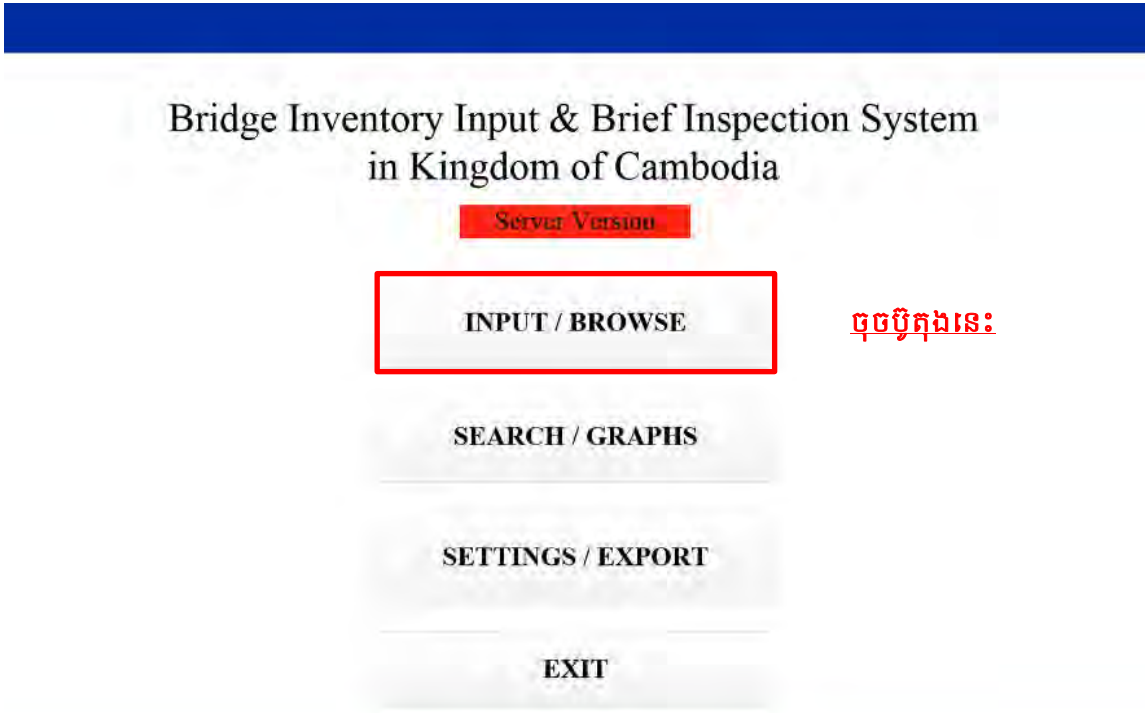 Bridge Inventory Input & Brief Inspection System
in Kingdom of Cambodia
Server Version
INPUT / BROWSE
ចុចប៊ូតុងនេះ
SEARCH / GRAPHS
SETTINGS / EXPORT
EXIT